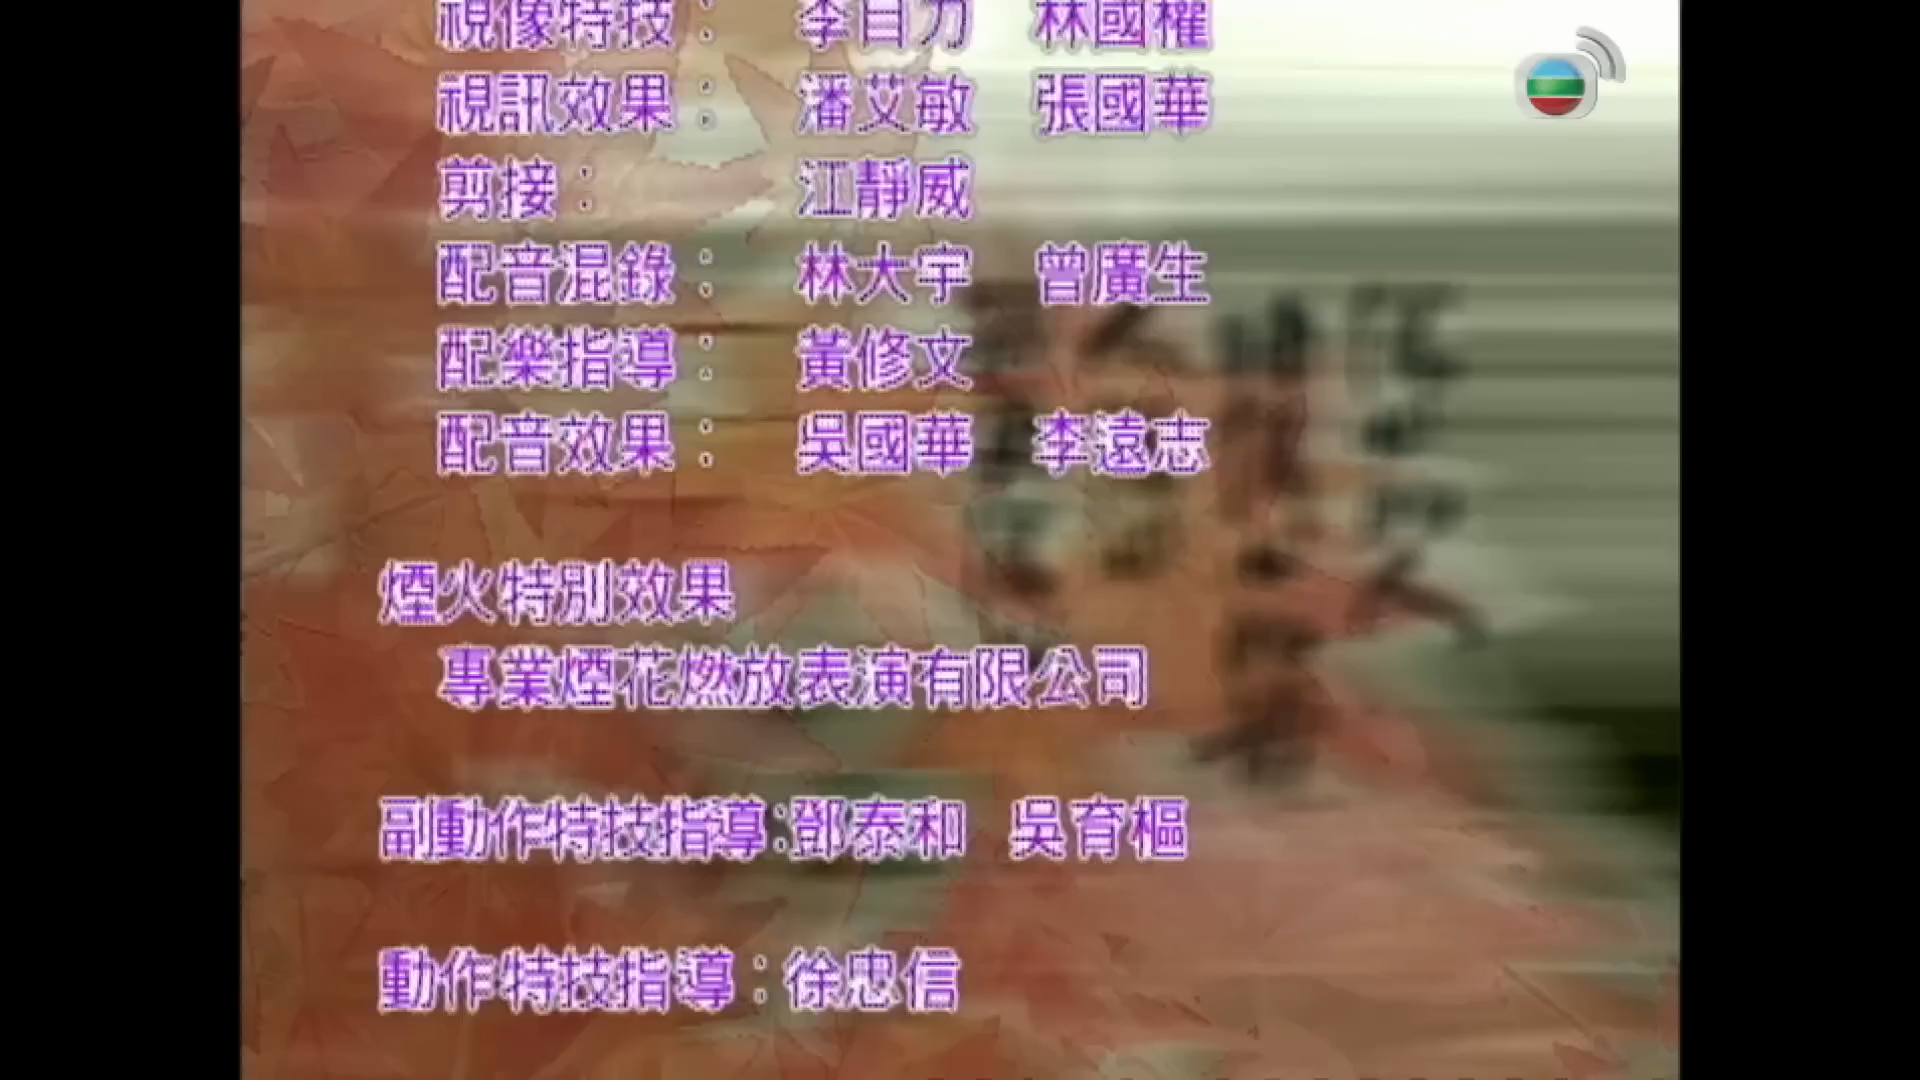 視像特技： 李自力 林國權
視訊效果： 潘艾敏 張國華
剪接： 江靜威
配音混錄： 林大宇 曾廣生
配樂指導： 黃修文
配音效果： 吳國華 李遠志
煙火特別效果
專業煙花燃放表演有限公司
副動作特技指導:鄧泰和 吳育樞
動作特技指導：徐忠信